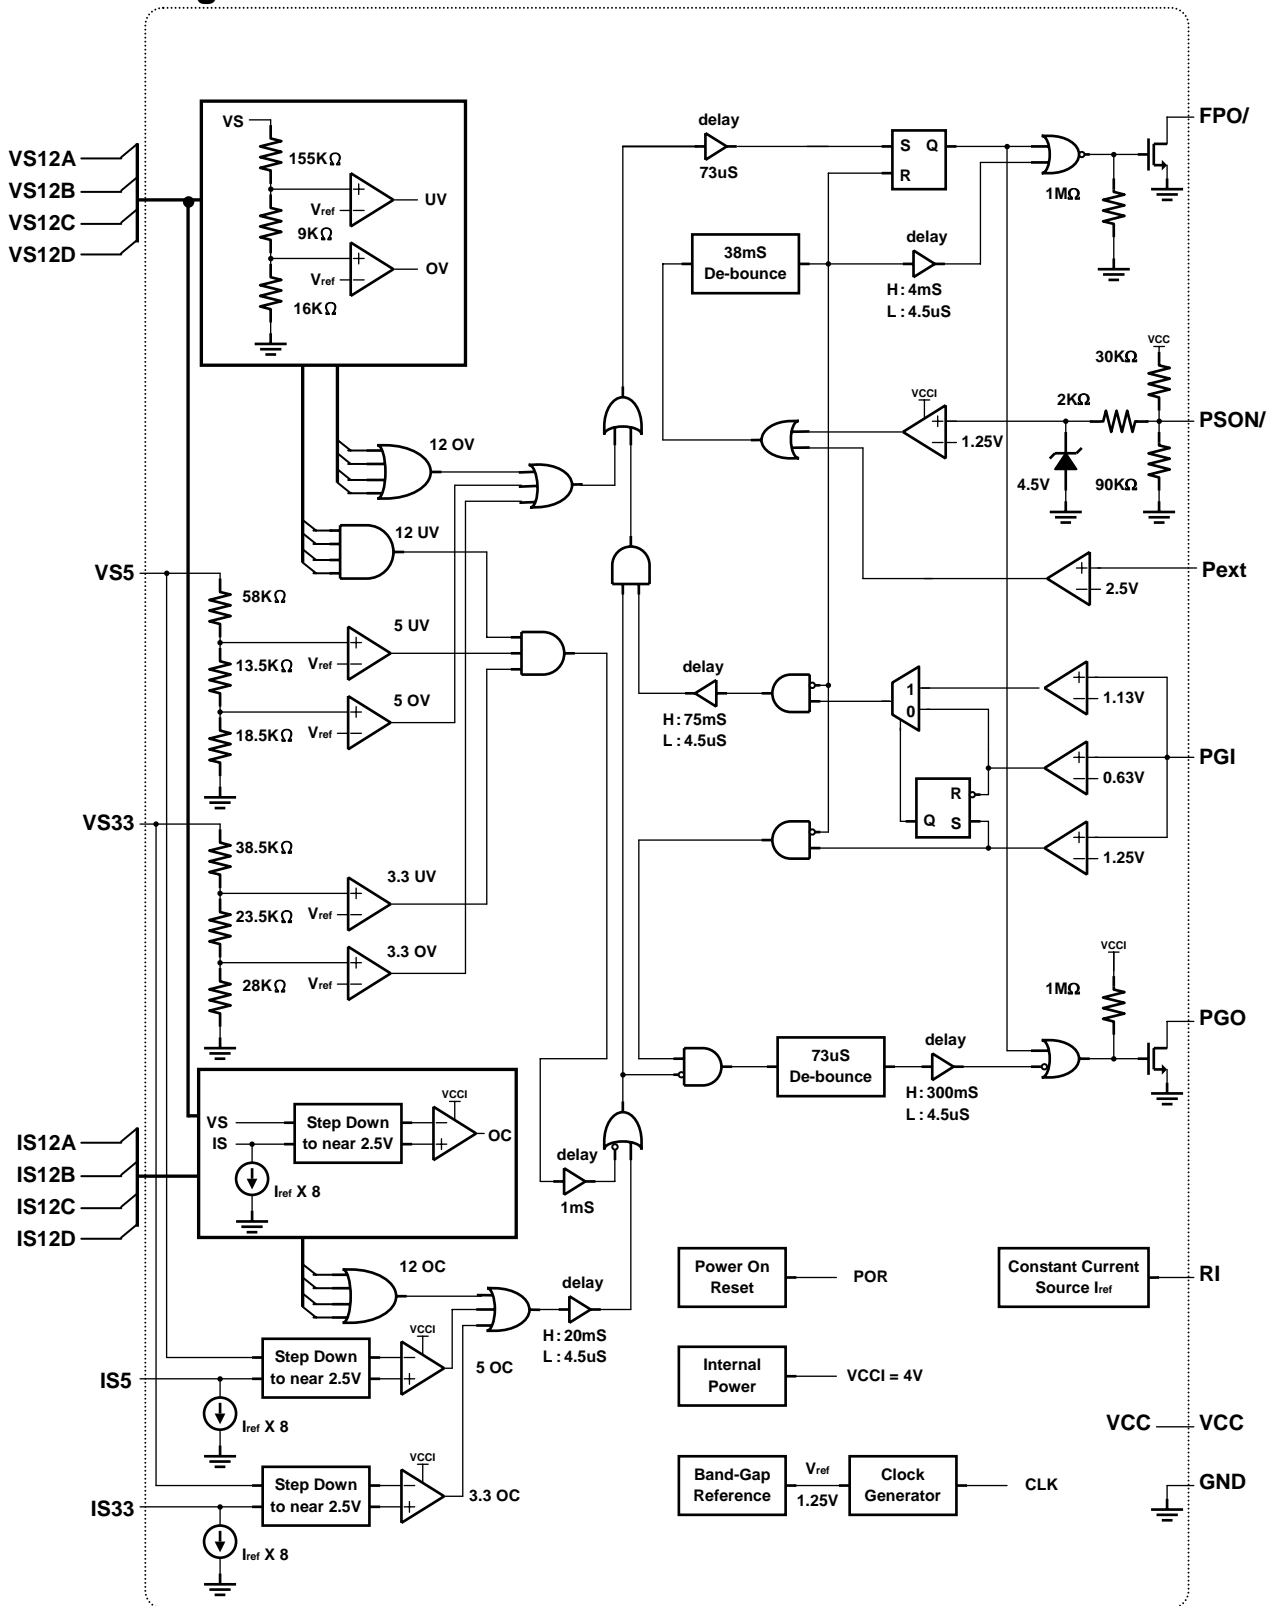 g
VS12A
VS12B
VS12C
VS12D
VS
155KΩ
Vref
9KΩ
Vref
16KΩ
UV
OV
12 OV
12 UV
VS5
58KΩ
5 UV
Vref
13.5KΩ
5 OV
Vref
18.5KΩ
VS33
38.5KΩ
3.3 UV
Vref
23.5KΩ
3.3 OV
Vref
28KΩ
IS12A
IS12B
IS12C
IS12D
VS
IS
Step Down
to near 2.5V
VCCI
OC
Iref X 8
12 OC
delay
1mS
delay
H : 20mS
L : 4.5uS
IS5
Step Down
to near 2.5V
VCCI
5 OC
Iref X 8
IS33
Step Down
to near 2.5V
VCCI
3.3 OC
Iref X 8
delay
73uS
S Q
R
1MΩ
FPO/
38mS
De-bounce
delay
H : 4mS
L : 4.5uS
VCC
30KΩ
2KΩ
PSON/
VCCI
1.25V
4.5V
90KΩ
Pext
2.5V
delay
H : 75mS
L : 4.5uS
1
0
1.13V
PGI
0.63V
R
Q S
1.25V
VCCI
1MΩ
PGO
73uS
De-bounce
delay
H : 300mS
L : 4.5uS
Power On
Reset
POR
Constant Current
Source Iref
RI
Internal
Power
VCCI = 4V
VCC VCC
Band-Gap
Reference
Vref
1.25V
Clock
Generator
CLK
GND